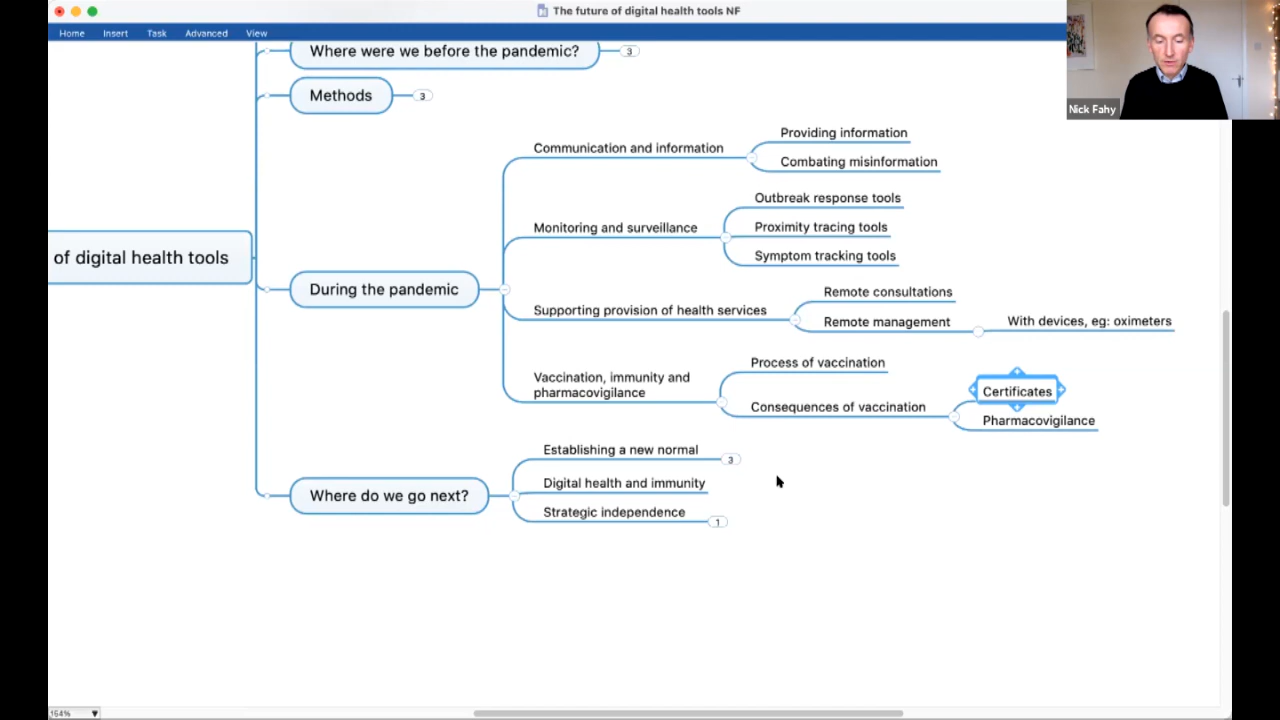 The future of digital health tools NF
Home Insert Task Advanced View
Where were we before the pandemic?
3
Methods
3
of digital health tools
During the pandemic
Communication and information
Providing information
Combating misinformation
Monitoring and surveillance
Outbreak response tools
Proximity tracing tools
Symptom tracking tools
Supporting provision of health services
Remote consultations
Remote management
With devices, eg: oximeters
Vaccination, immunity and
pharmacovigilance
Process of vaccination
Consequences of vaccination
Certificates
Pharmacovigilance
Where do we go next?
Establishing a new normal
3
Digital health and immunity
Strategic independence
1
Nick Fahy
164%